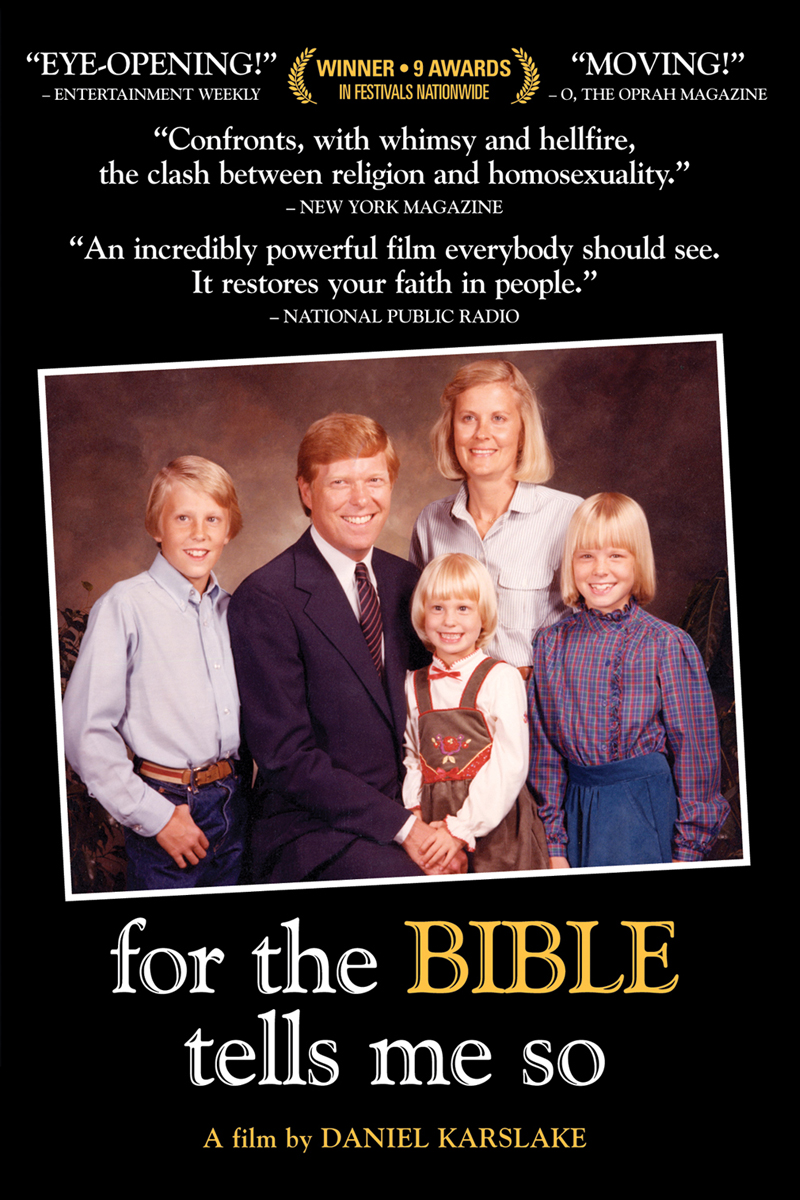 “EYE-OPENING!”
– ENTERTAINMENT WEEKLY
WINNER • 9 AWARDS
IN FESTIVALS NATIONWIDE
“MOVING!”
– O, THE OPRAH MAGAZINE
“Confronts, with whimsy and hellfire,
the clash between religion and homosexuality.”
– NEW YORK MAGAZINE
“An incredibly powerful film everybody should see.
It restores your faith in people.”
– NATIONAL PUBLIC RADIO
for the BIBLE
tells me so
A film by DANIEL KARSLAKE